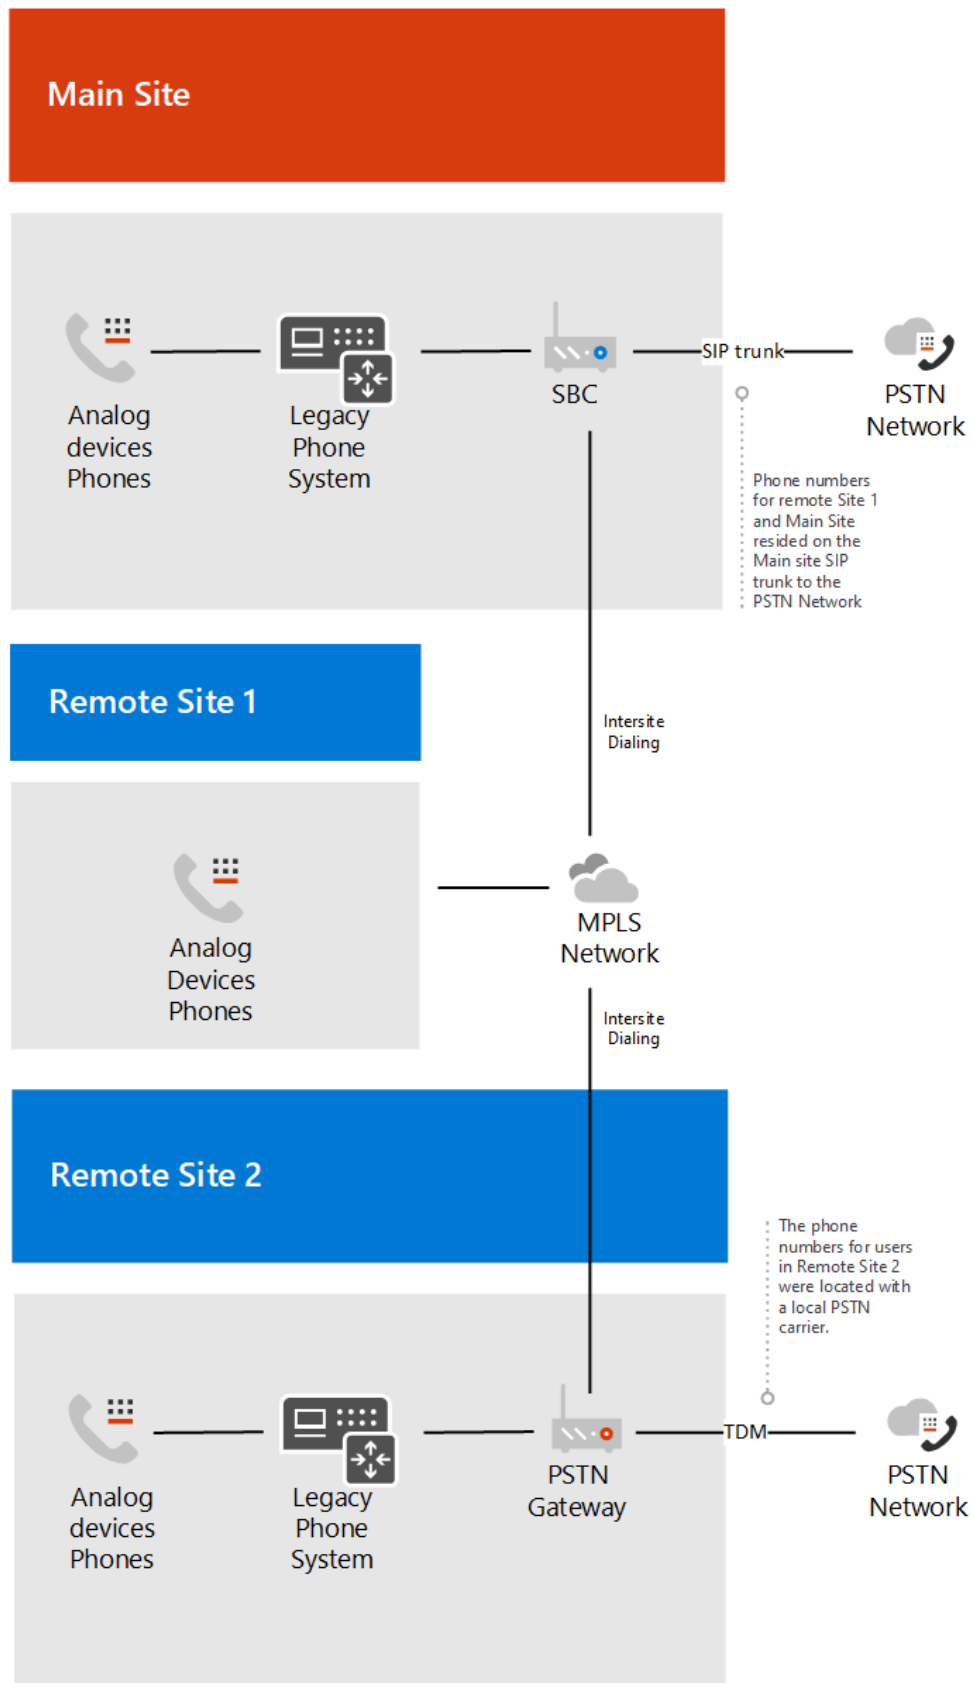 Main Site
SIP trunk
Analog
devices
Phones
Legacy
Phone
System
SBC
PSTN
Network
Phone numbers
for remote Site 1
and Main Site
resided on the
Main site SIP
trunk to the
PSTN Network
Remote Site 1
Intersite
Dialing
Analog
Devices
Phones
MPLS
Network
Intersite
Dialing
Remote Site 2
The phone
numbers for users
in Remote Site 2
were located with
a local PSTN
carrier.
TDM
Analog
devices
Phones
Legacy
Phone
System
PSTN
Gateway
PSTN
Network